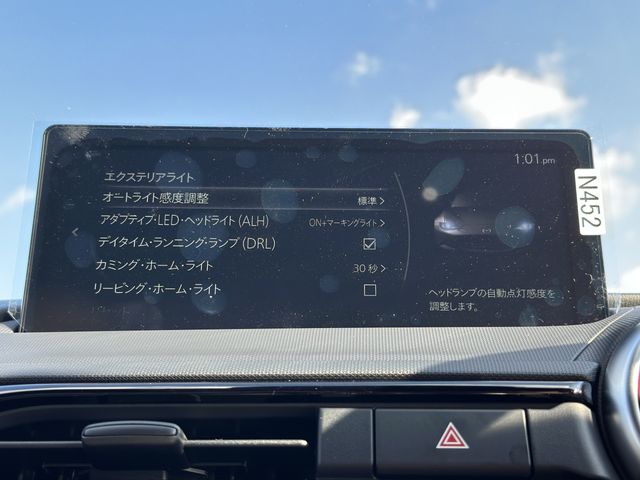 1:01 pm
エクステリアライト
オートライト感度調整 標準
アダプティブ・LED・ヘッドライト(ALH) ON+マーキングライト
デイタイム・ランニング・ランプ(DRL)
カミング・ホーム・ライト 30 秒
リービング・ホーム・ライト
ヘッドランプの自動点灯感度を
調整します。
N452